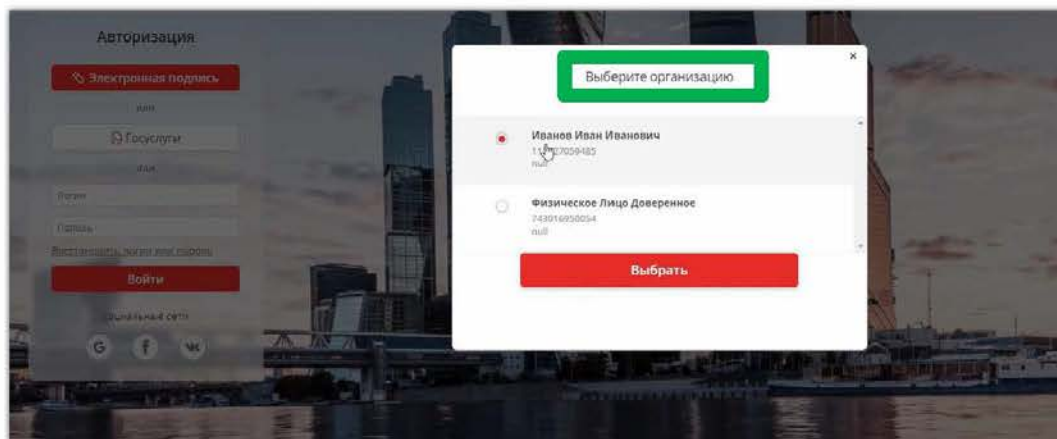 Авторизация
Электронная подпись
или
Госуслуги
или
Логин
Пароль
Восстановить логин или пароль
Войти
Социальные сети
G f
Выберите организацию
×
Иванов Иван Иванович
null
Физическое Лицо Доверенное
743016950054
null
Выбрать